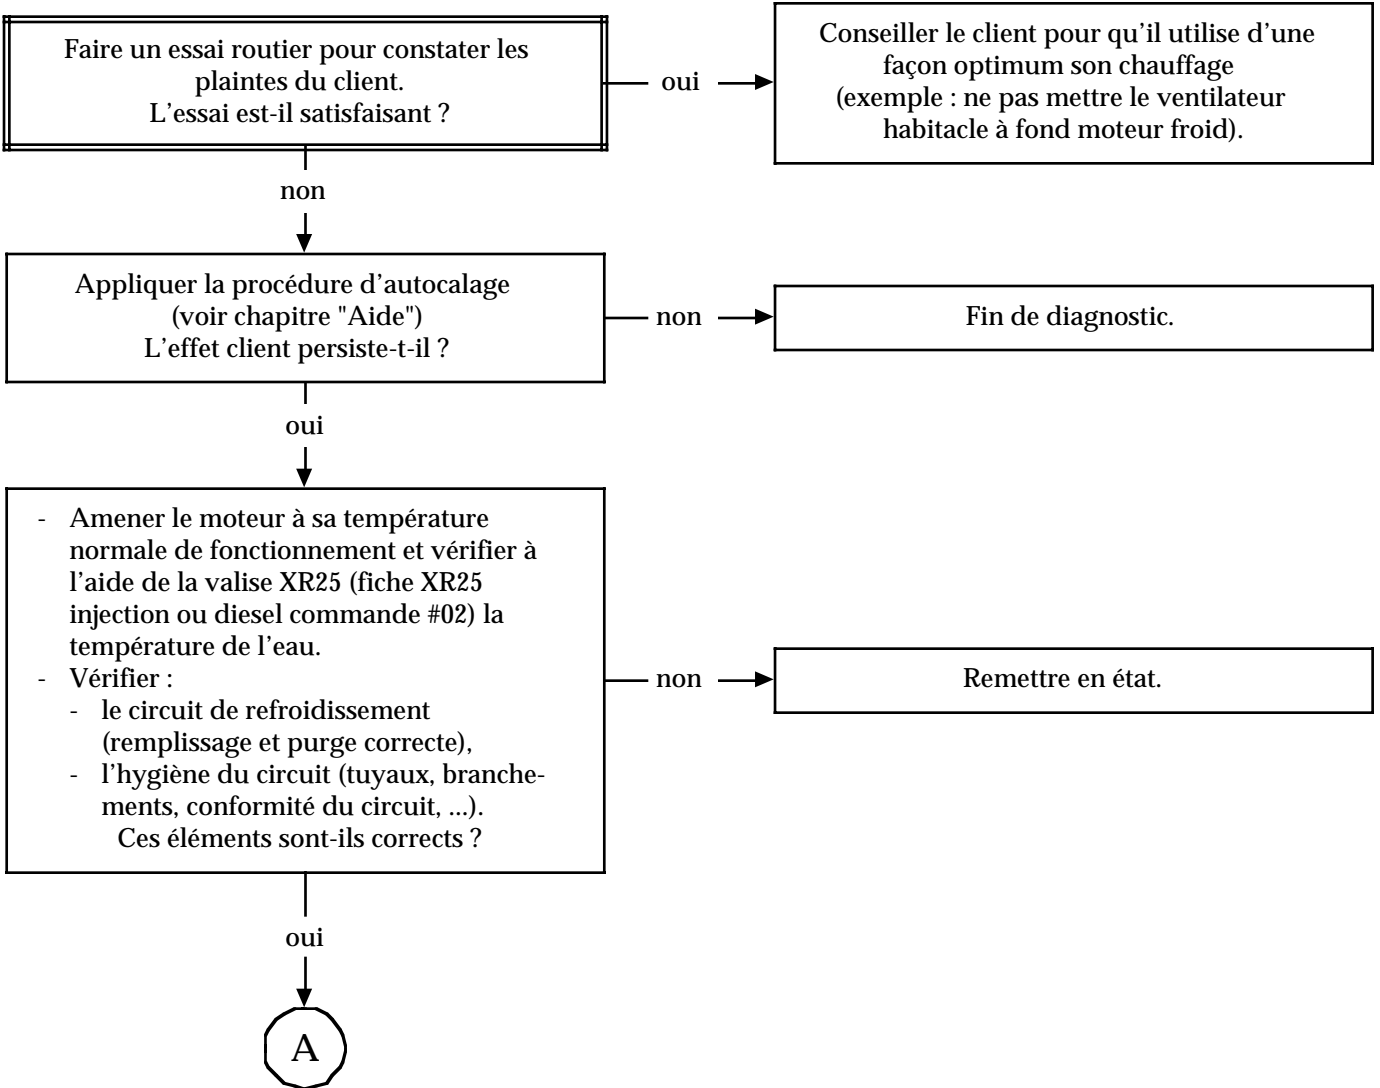 Faire un essai routier pour constater les
plaintes du client.
L'essai est-il satisfaisant ?
oui
Conseiller le client pour qu'il utilise d'une
façon optimum son chauffage
(exemple : ne pas mettre le ventilateur
habitacle à fond moteur froid).
non
Appliquer la procédure d'autocalage
(voir chapitre "Aide")
L'effet client persiste-t-il ?
non
Fin de diagnostic.
oui
- Amener le moteur à sa température
normale de fonctionnement et vérifier à
l'aide de la valise XR25 (fiche XR25
injection ou diesel commande #02) la
température de l'eau.
- Vérifier :
- le circuit de refroidissement
(remplissage et purge correcte),
- l'hygiène du circuit (tuyaux, branche-
ments, conformité du circuit, ...).
Ces éléments sont-ils corrects ?
non
Remettre en état.
oui
A